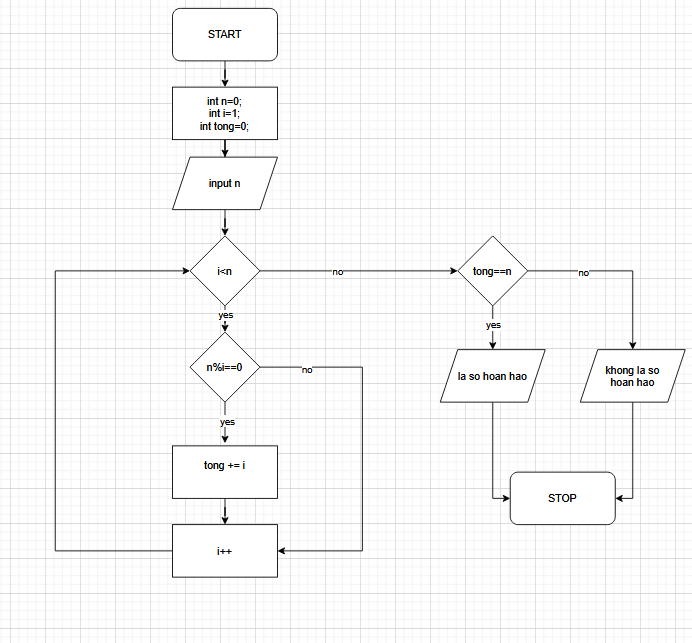 START
int n=0;
int i=1;
int tong=0;
input n
i<n
no
yes
n%i==0
no
yes
tong += i
i++
tong==n
no
yes
la so hoan hao
khong la so
hoan hao
STOP